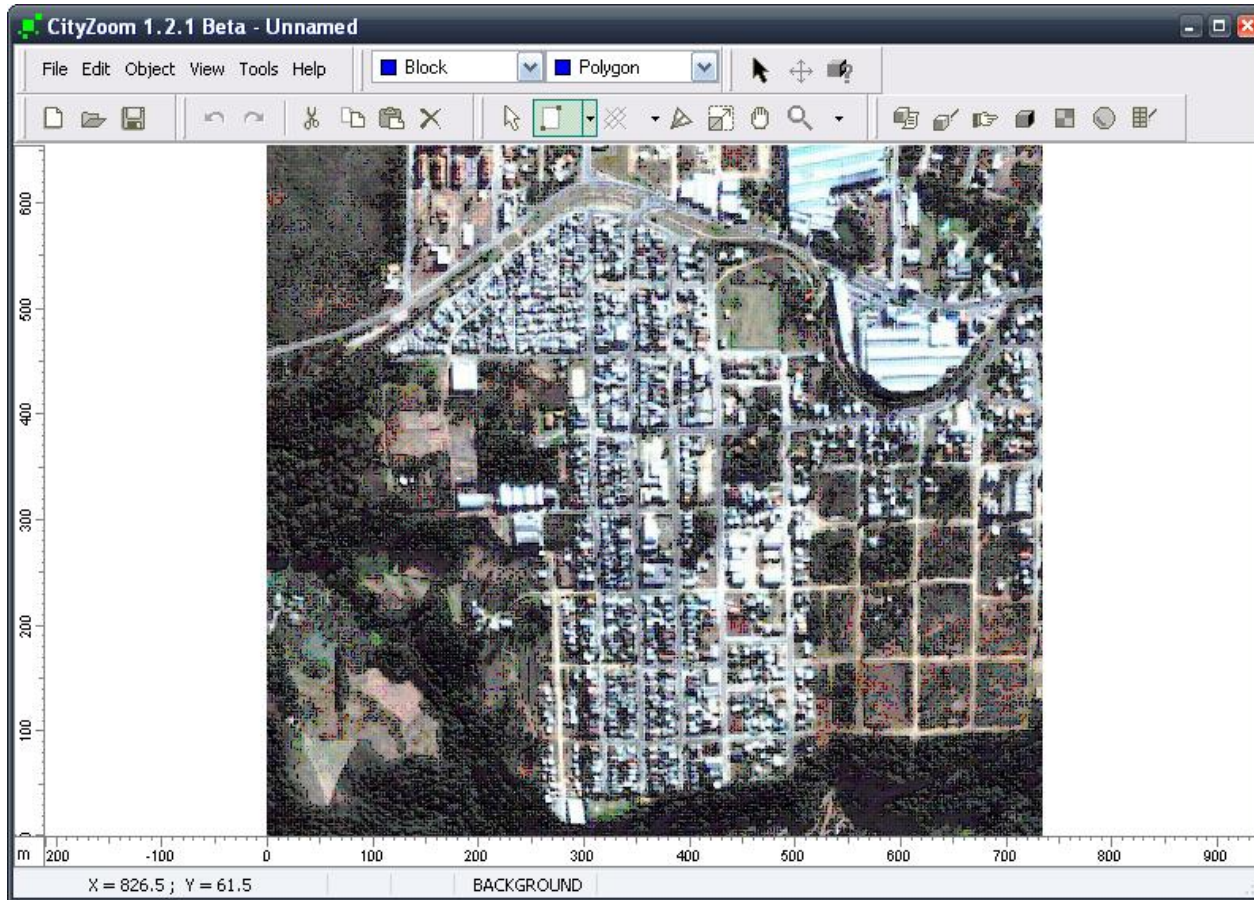 CityZoom 1.2.1 Beta - Unnamed
File Edit Object View Tools Help Block Polygon
600
500
400
300
200
100
0
m 200 -100 0 100 200 300 400 500 600 700 800 900
X = 826.5 ; Y = 61.5 BACKGROUND